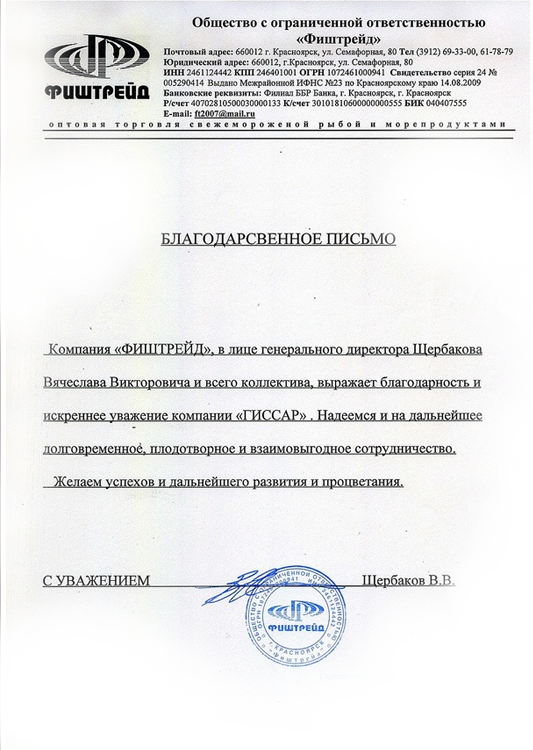 Общество с ограниченной ответственностью
«Фиштрейд»
Почтовый адрес: 660012 г. Красноярск, ул. Семафорная, 80 Тел (3912) 69-33-00, 61-78-79
Юридический адрес: 660012, г.Красноярск, ул. Семафорная, 80
ИНН 2461124442 КПП 246401001 ОГРН 1072461000941 Свидетельство серия 24 №
005290414 Выдано Межрайонной ИФНС №23 по Красноярскому краю 14.08.2009
Банковские реквизиты: Филиал ББР Банка, г. Красноярск, г. Красноярск
Р/счет 40702810500030000133 К/счет 30101810600000000555 БИК 040407555
E-mail: ft2007@mail.ru
ФИШТРЕЙД
оптовая торговля свежемороженой рыбой и морепродуктами
БЛАГОДАРСВЕННОЕ ПИСЬМО
Компания «ФИШТРЕЙД», в лице генерального директора Щербакова
Вячеслава Викторовича и всего коллектива, выражает благодарность и
искреннее уважение компании «ГИССАР» . Надеемся и на дальнейшее
долговременное, плодотворное и взаимовыгодное сотрудничество.
Желаем успехов и дальнейшего развития и процветания.
С УВАЖЕНИЕМ Щербаков В.В.
ОБЩЕСТВО С ОГРАНИ�ченной ОТВЕТСТВЕННОСТЬЮ
ФИШТРЕЙД
г. КРАСНОЯРСК
«Фиштрейд»